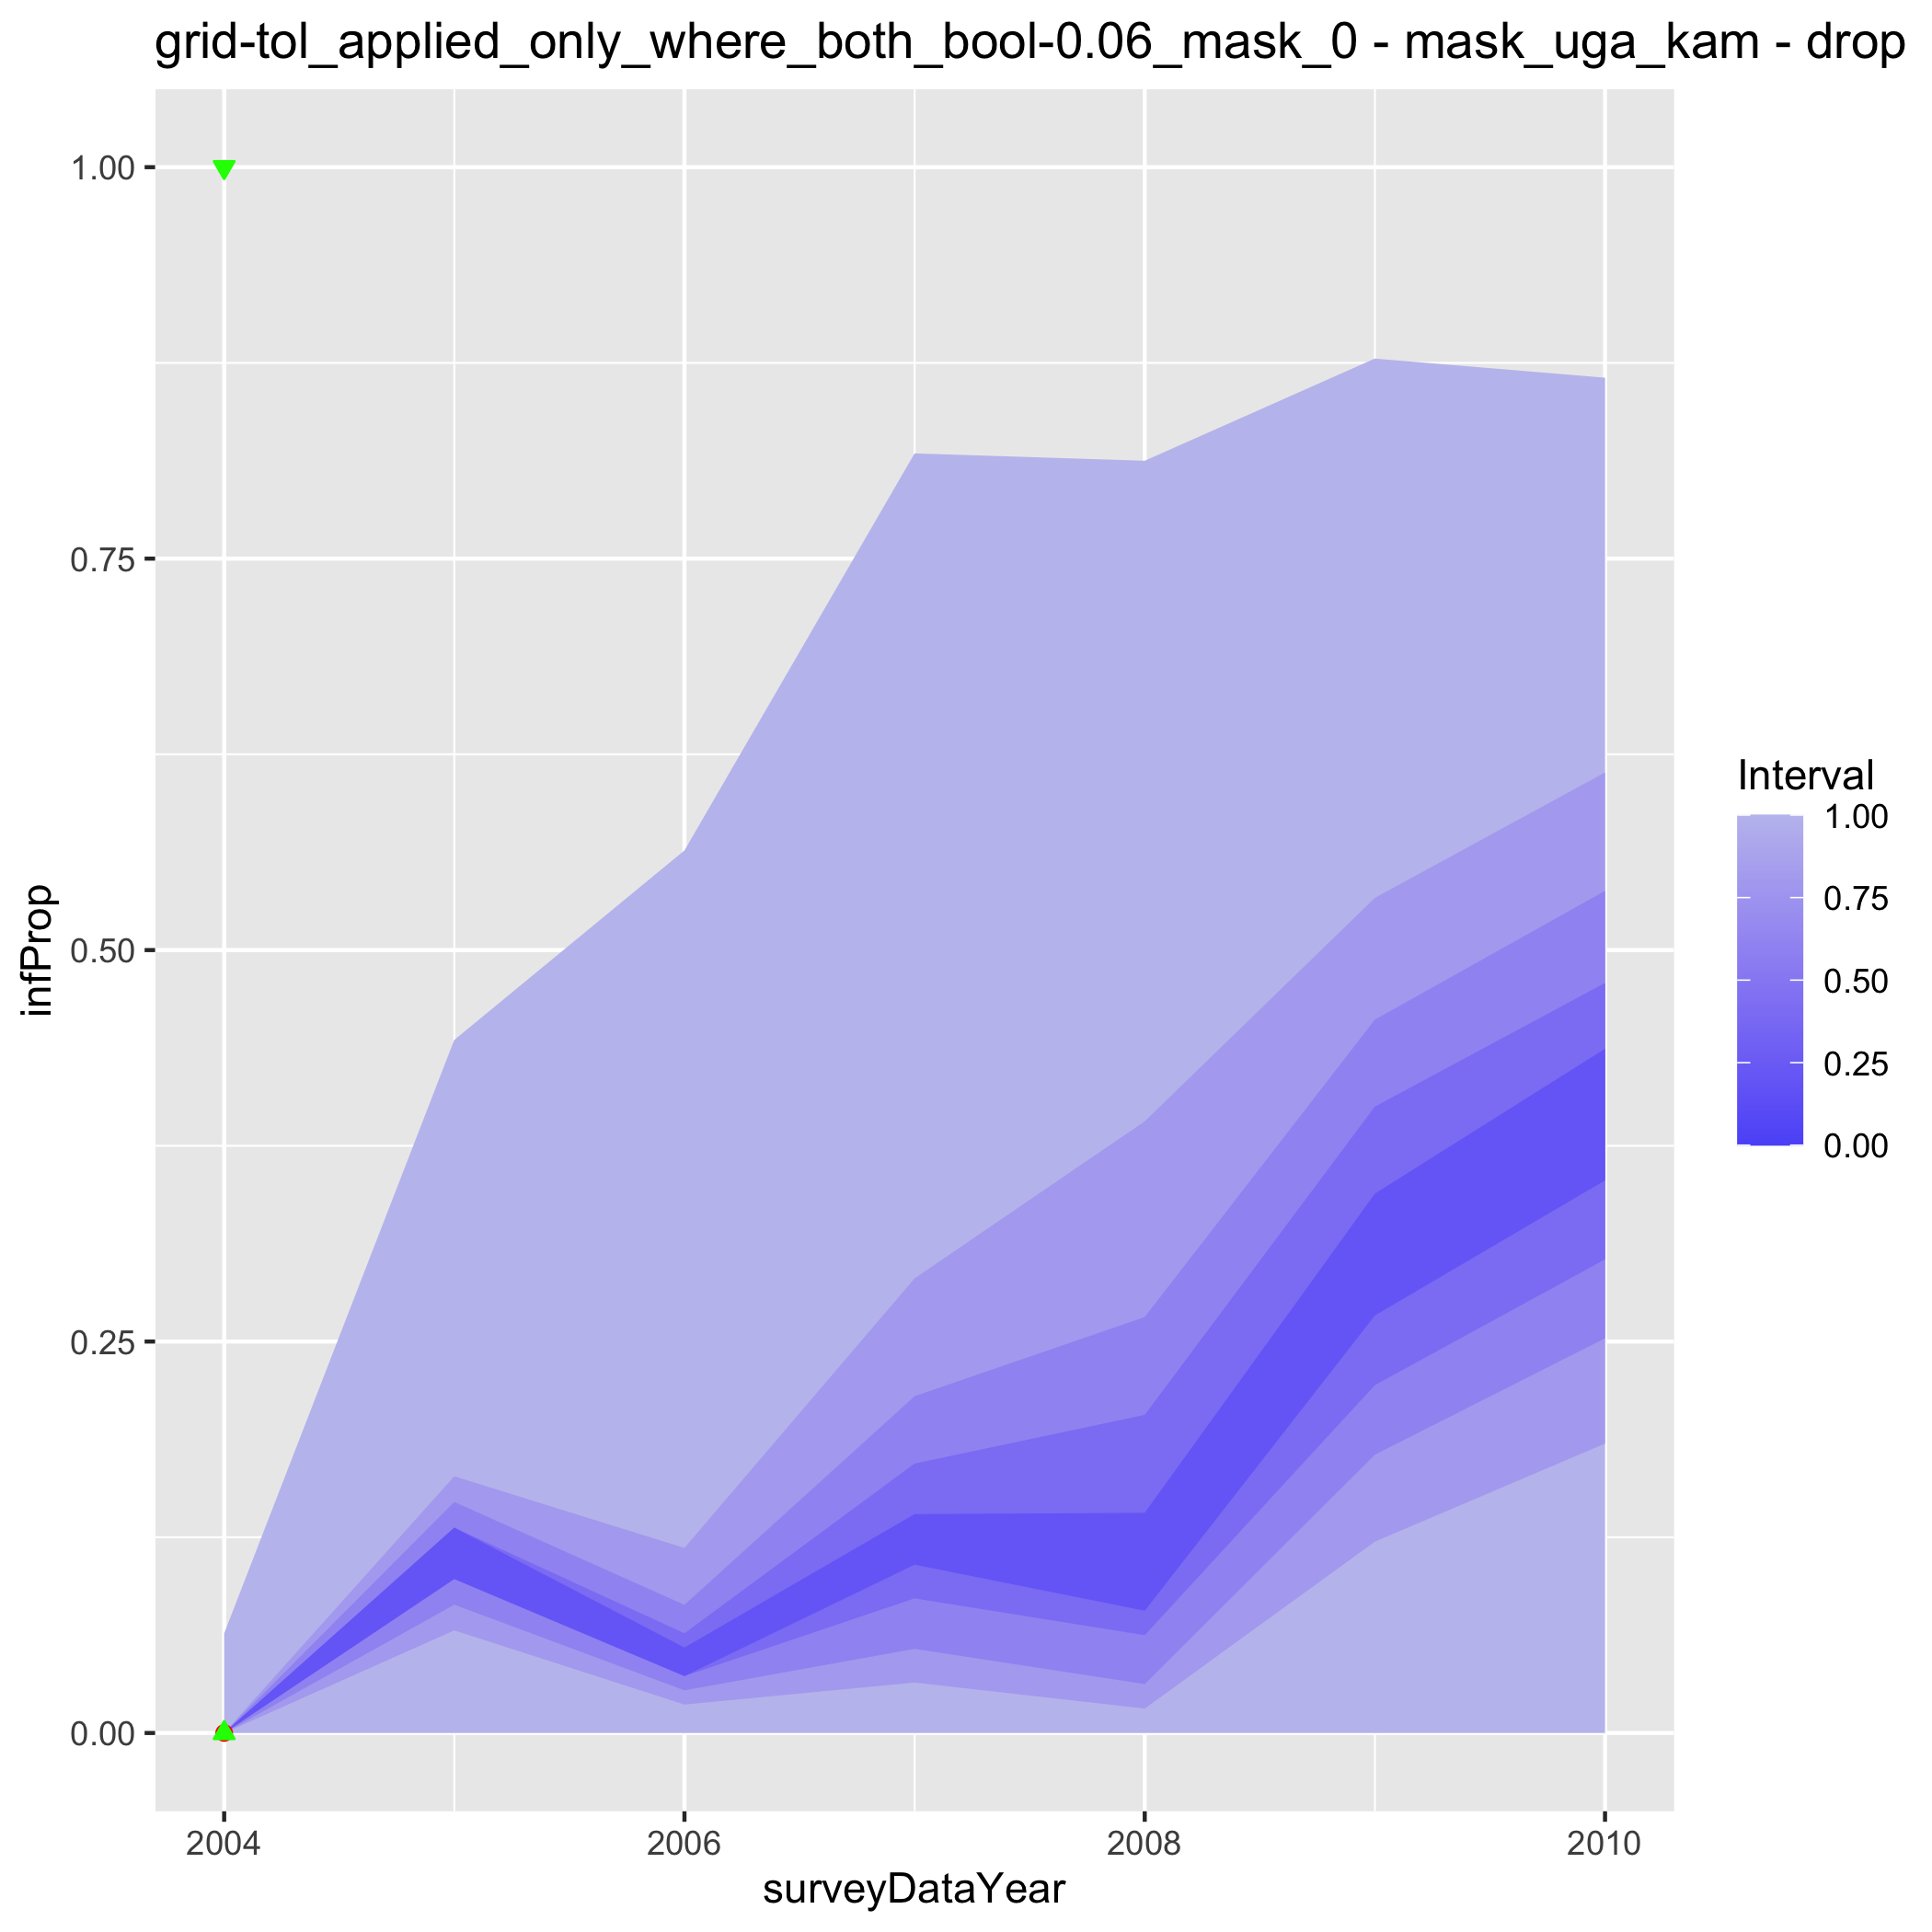 grid-tol_applied_only_where_both_bool-0.06_mask_0 - mask_uga_kam - drop
1.00
0.75
0.50
0.25
0.00
infProp
2004 2006 2008 2010
surveyDataYear
Interval
1.00
0.75
0.50
0.25
0.00